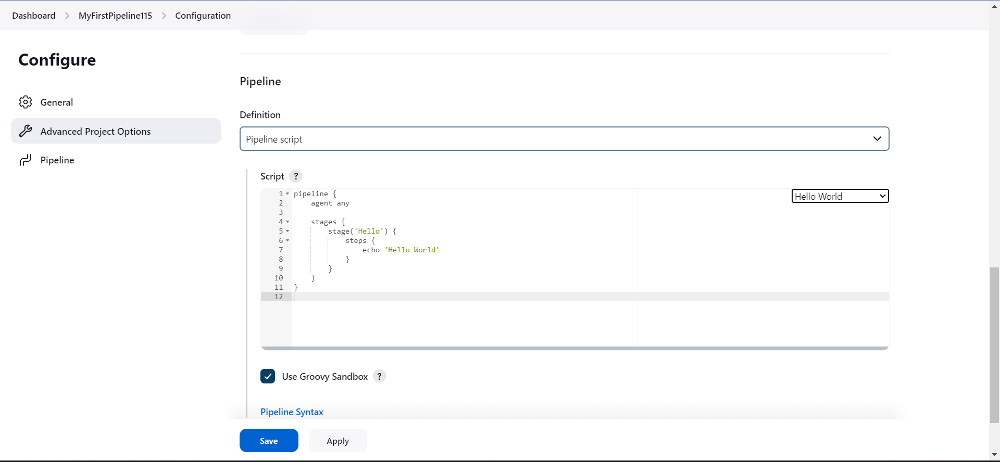 Dashboard > MyFirstPipeline115 > Configuration
Configure
General
Advanced Project Options
Pipeline
Pipeline
Definition
Pipeline script
Script ?
Hello World
1 pipeline {
2     agent any
3
4     stages {
5         stage('Hello') {
6             steps {
7                 echo 'Hello World'
8             }
9         }
10     }
11 }
12
Use Groovy Sandbox ?
Pipeline Syntax
Save Apply